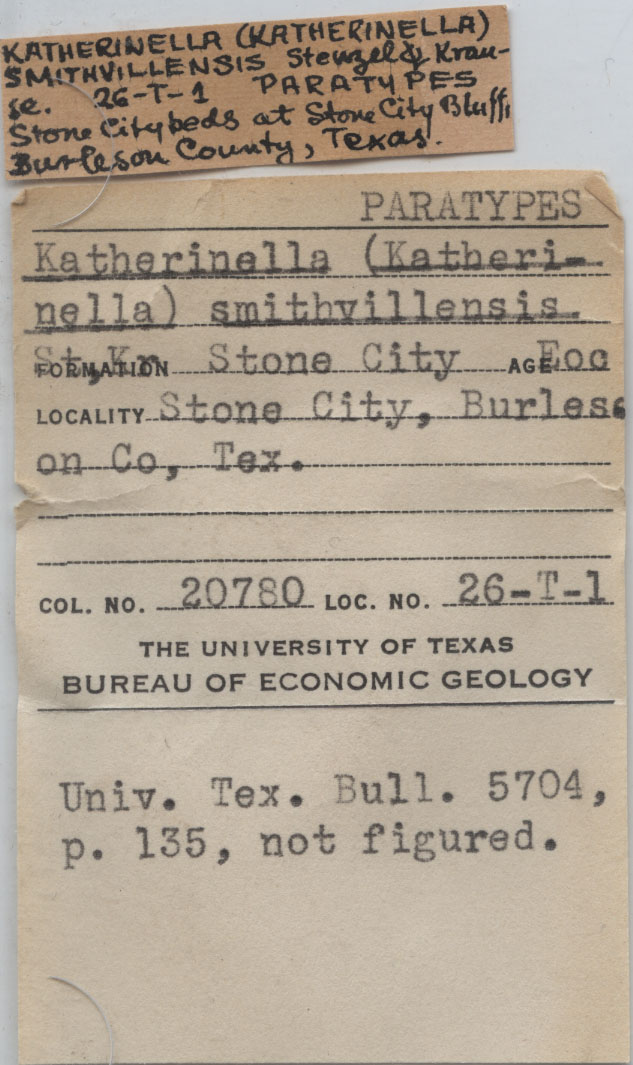 KATHERINELLA (KATHERINELLA)
SMITHVILLENSIS Stenzel & Krau-
se. 26-T-1 PARATYPES
Stone City beds at Stone City Bluff,
Burleson County, Texas.
PARATYPES
Katherinella (Katheri-
nella) smithvillensis
St,Kr
FORMATION Stone City AGE Eoc
LOCALITY Stone City, Burles
on Co, Tex.
COL. NO. 20780 LOC. NO. 26-T-1
THE UNIVERSITY OF TEXAS
BUREAU OF ECONOMIC GEOLOGY
Univ. Tex. Bull. 5704,
p. 135, not figured.